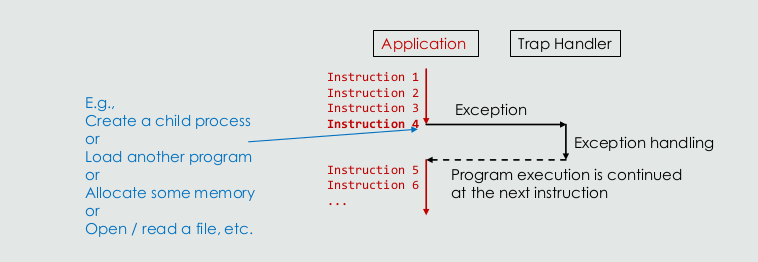 Application
Trap Handler
Instruction 1
Instruction 2
Instruction 3
Instruction 4
Exception
E.g.,
Create a child process
or
Load another program
or
Allocate some memory
or
Open / read a file, etc.
Exception handling
Instruction 5
Instruction 6
...
Program execution is continued
at the next instruction